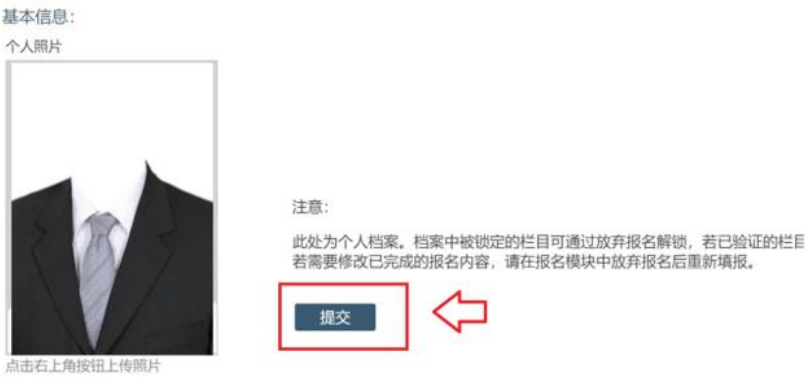 基本信息：
个人照片
注意：
此处为个人档案。档案中被锁定的栏目可通过放弃报名解锁，若已验证的栏目
若需要修改已完成的报名内容，请在报名模块中放弃报名后重新填报。
提交
点击右上角按钮上传照片